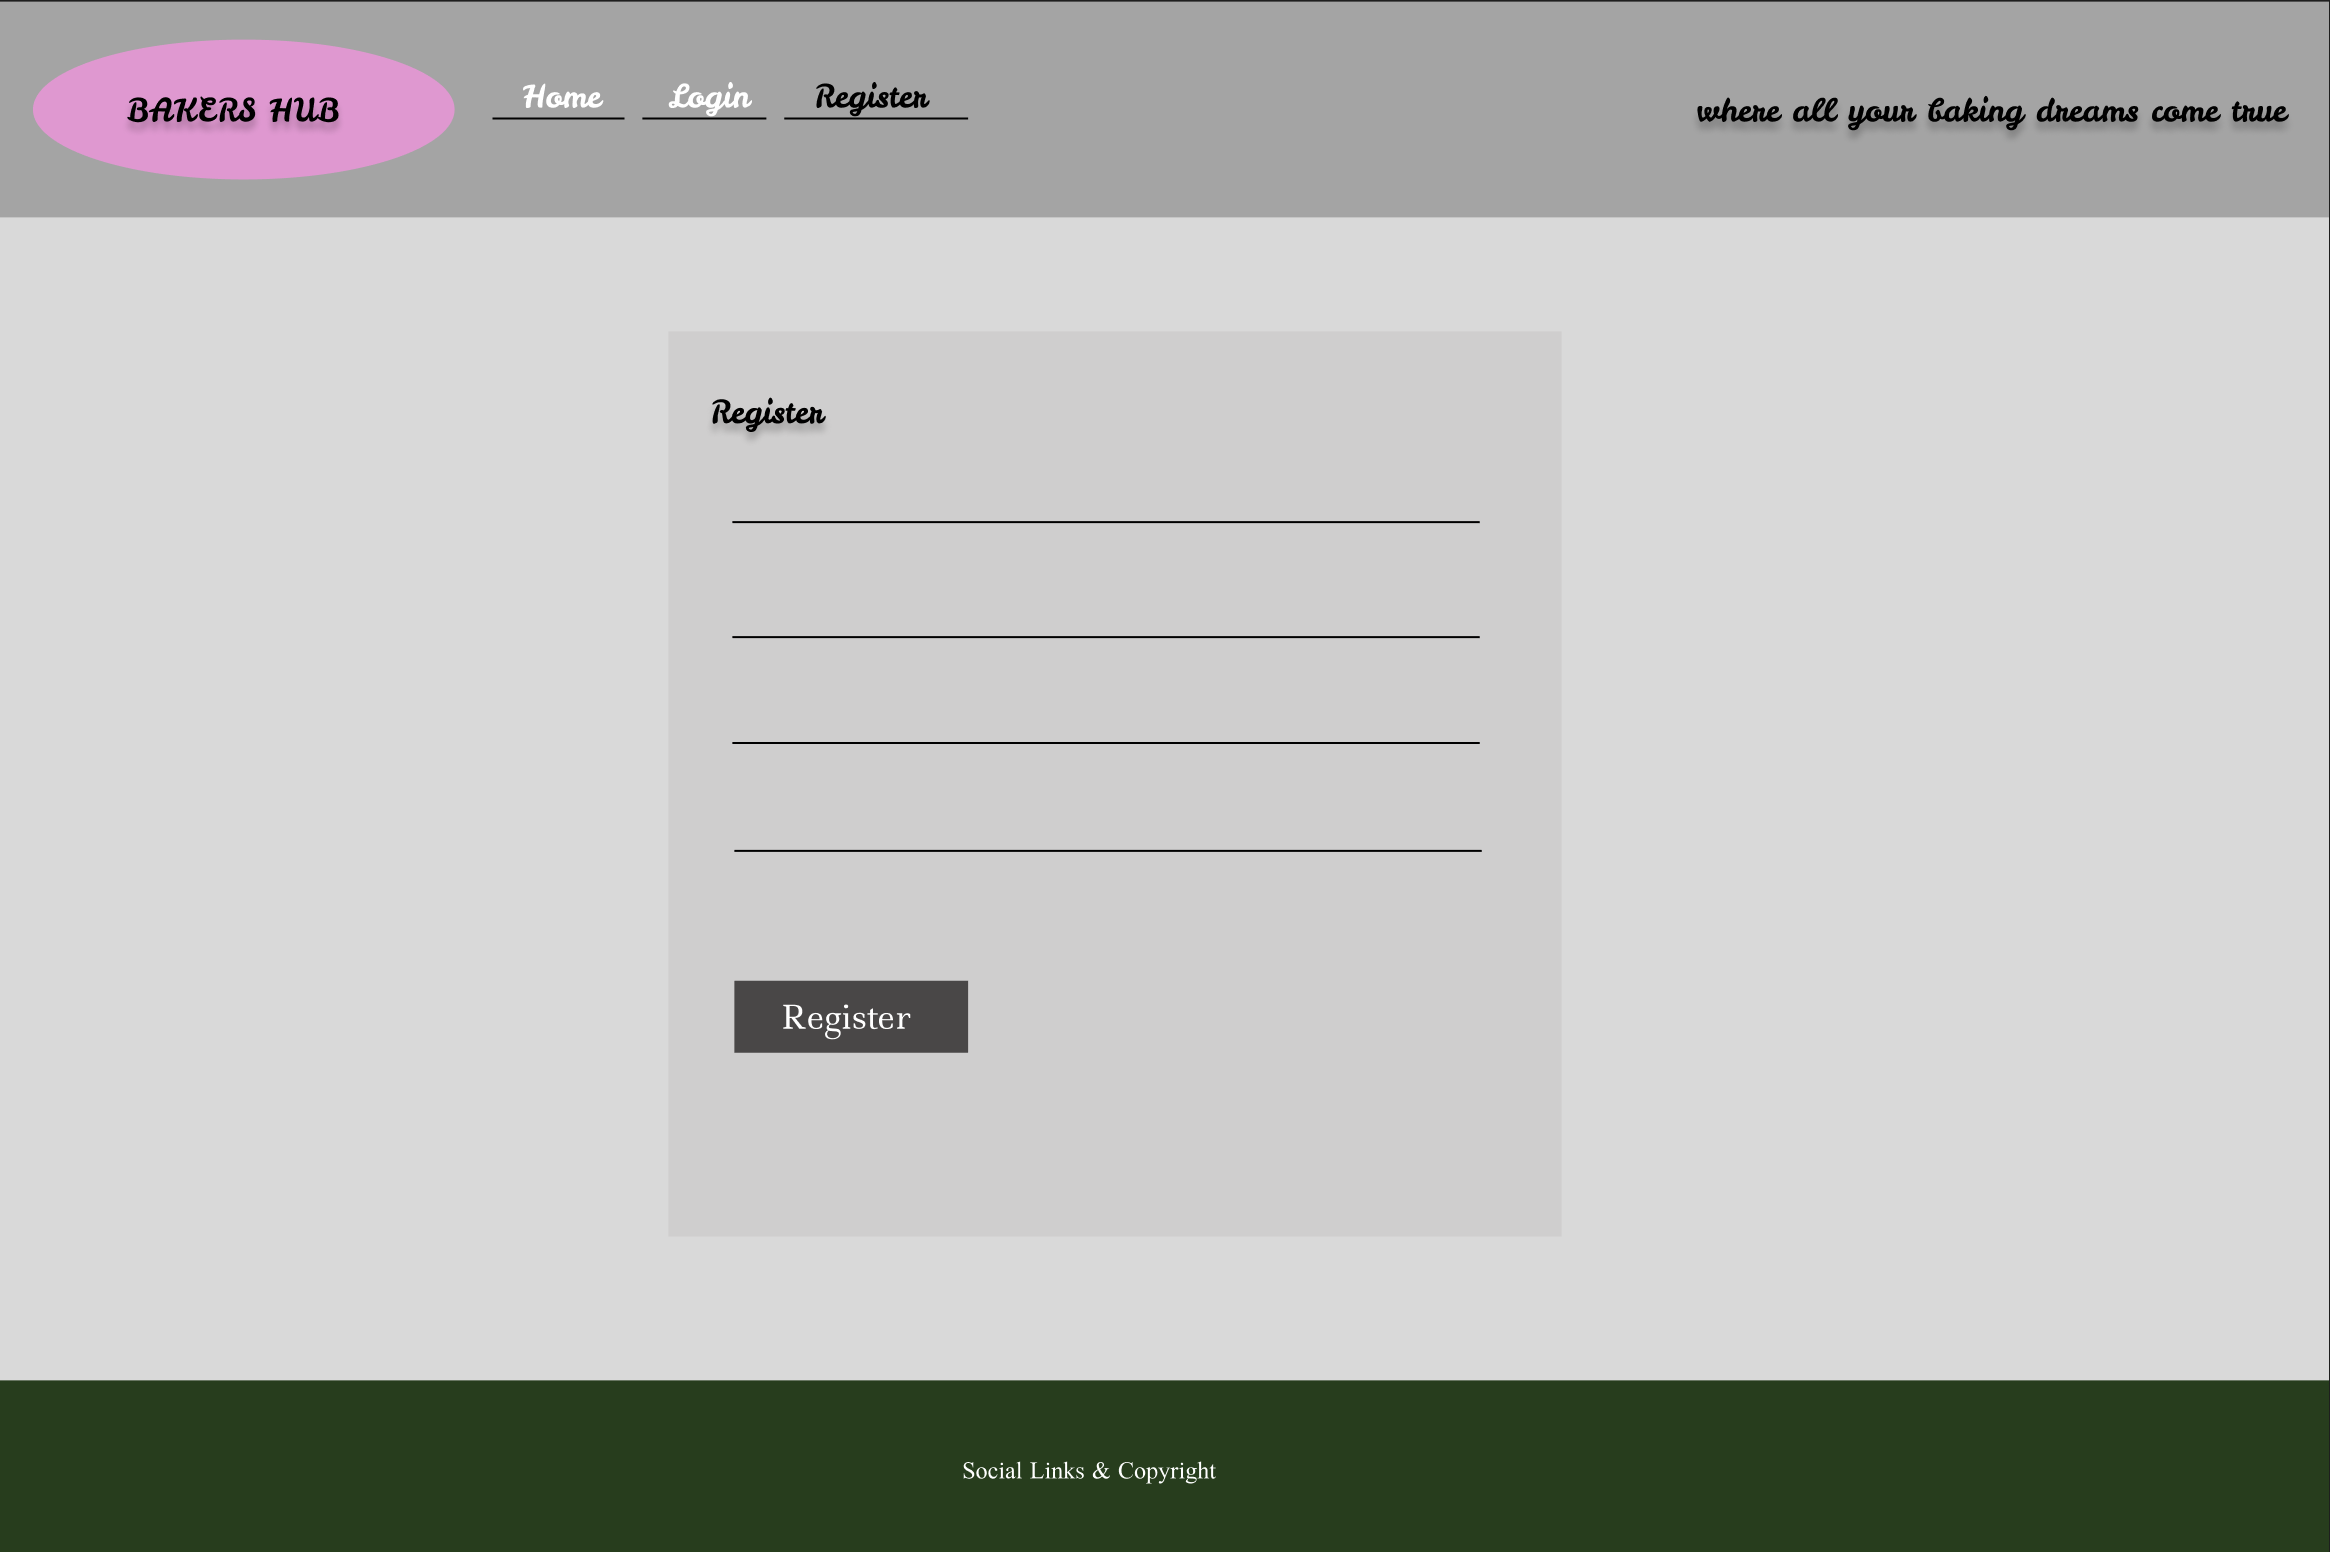 BAKERS HUB
Home Login Register
where all your baking dreams come true
Register
Register
Social Links & Copyright